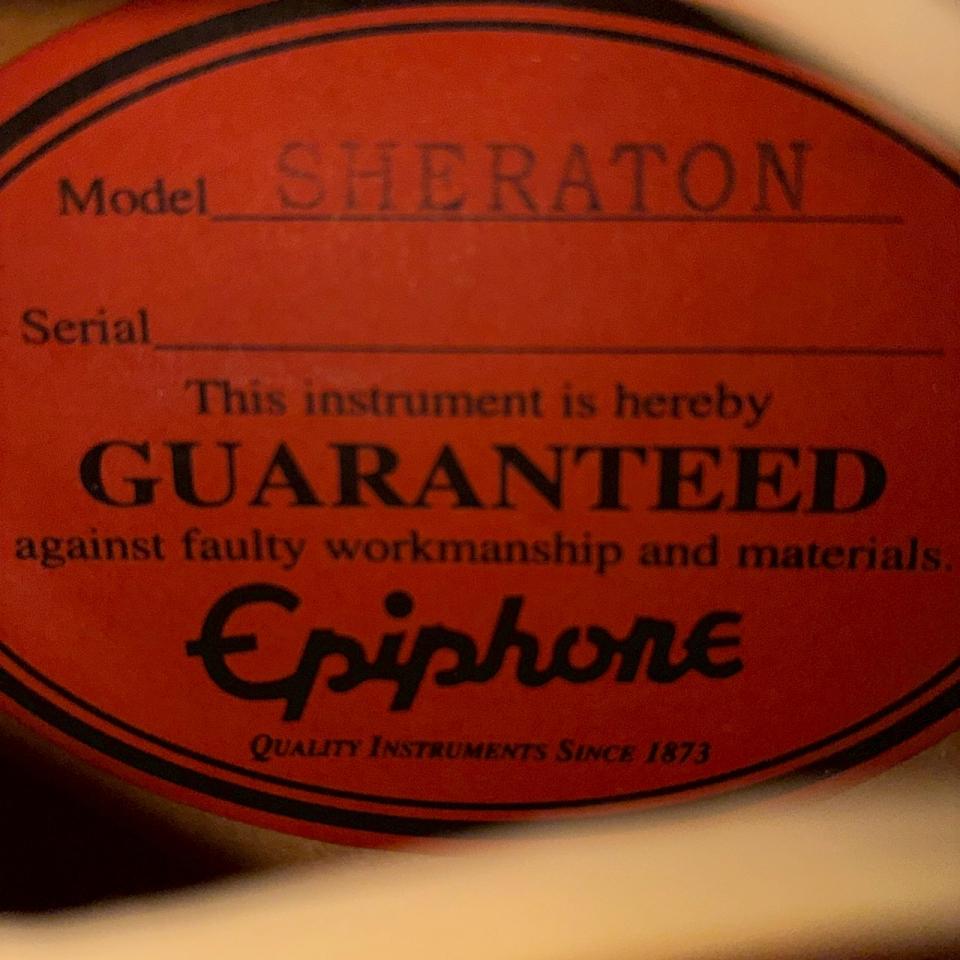 Model SHERATON
Serial
This instrument is hereby
GUARANTEED
against faulty workmanship and materials.
Epiphone
QUALITY INSTRUMENTS SINCE 1873